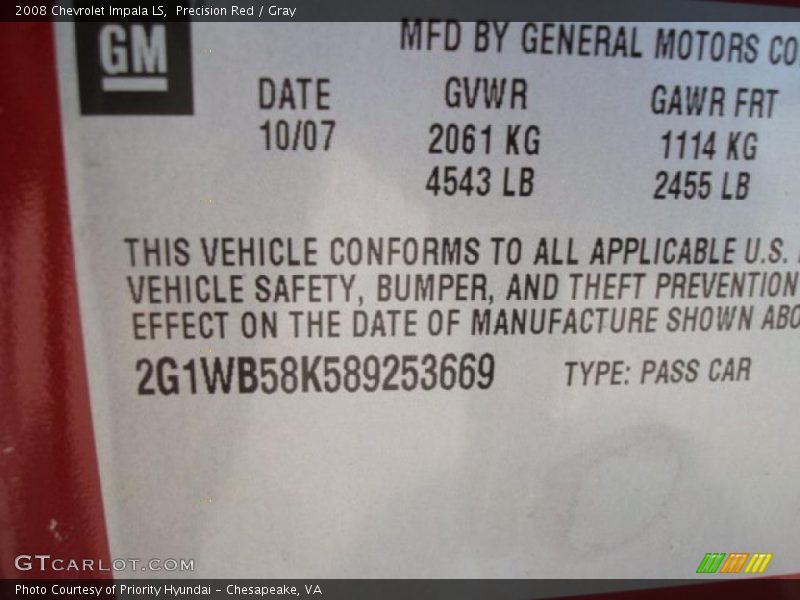 2008 Chevrolet Impala LS,  Precision Red / Gray
GM
MFD BY GENERAL MOTORS CO
DATE GVWR GAWR FRT
10/07 2061 KG 1114 KG
4543 LB 2455 LB
THIS VEHICLE CONFORMS TO ALL APPLICABLE U.S.
VEHICLE SAFETY, BUMPER, AND THEFT PREVENTION
EFFECT ON THE DATE OF MANUFACTURE SHOWN ABO
2G1WB58K589253669 TYPE: PASS CAR
GTCARLOT.COM
Photo Courtesy of Priority Hyundai - Chesapeake, VA